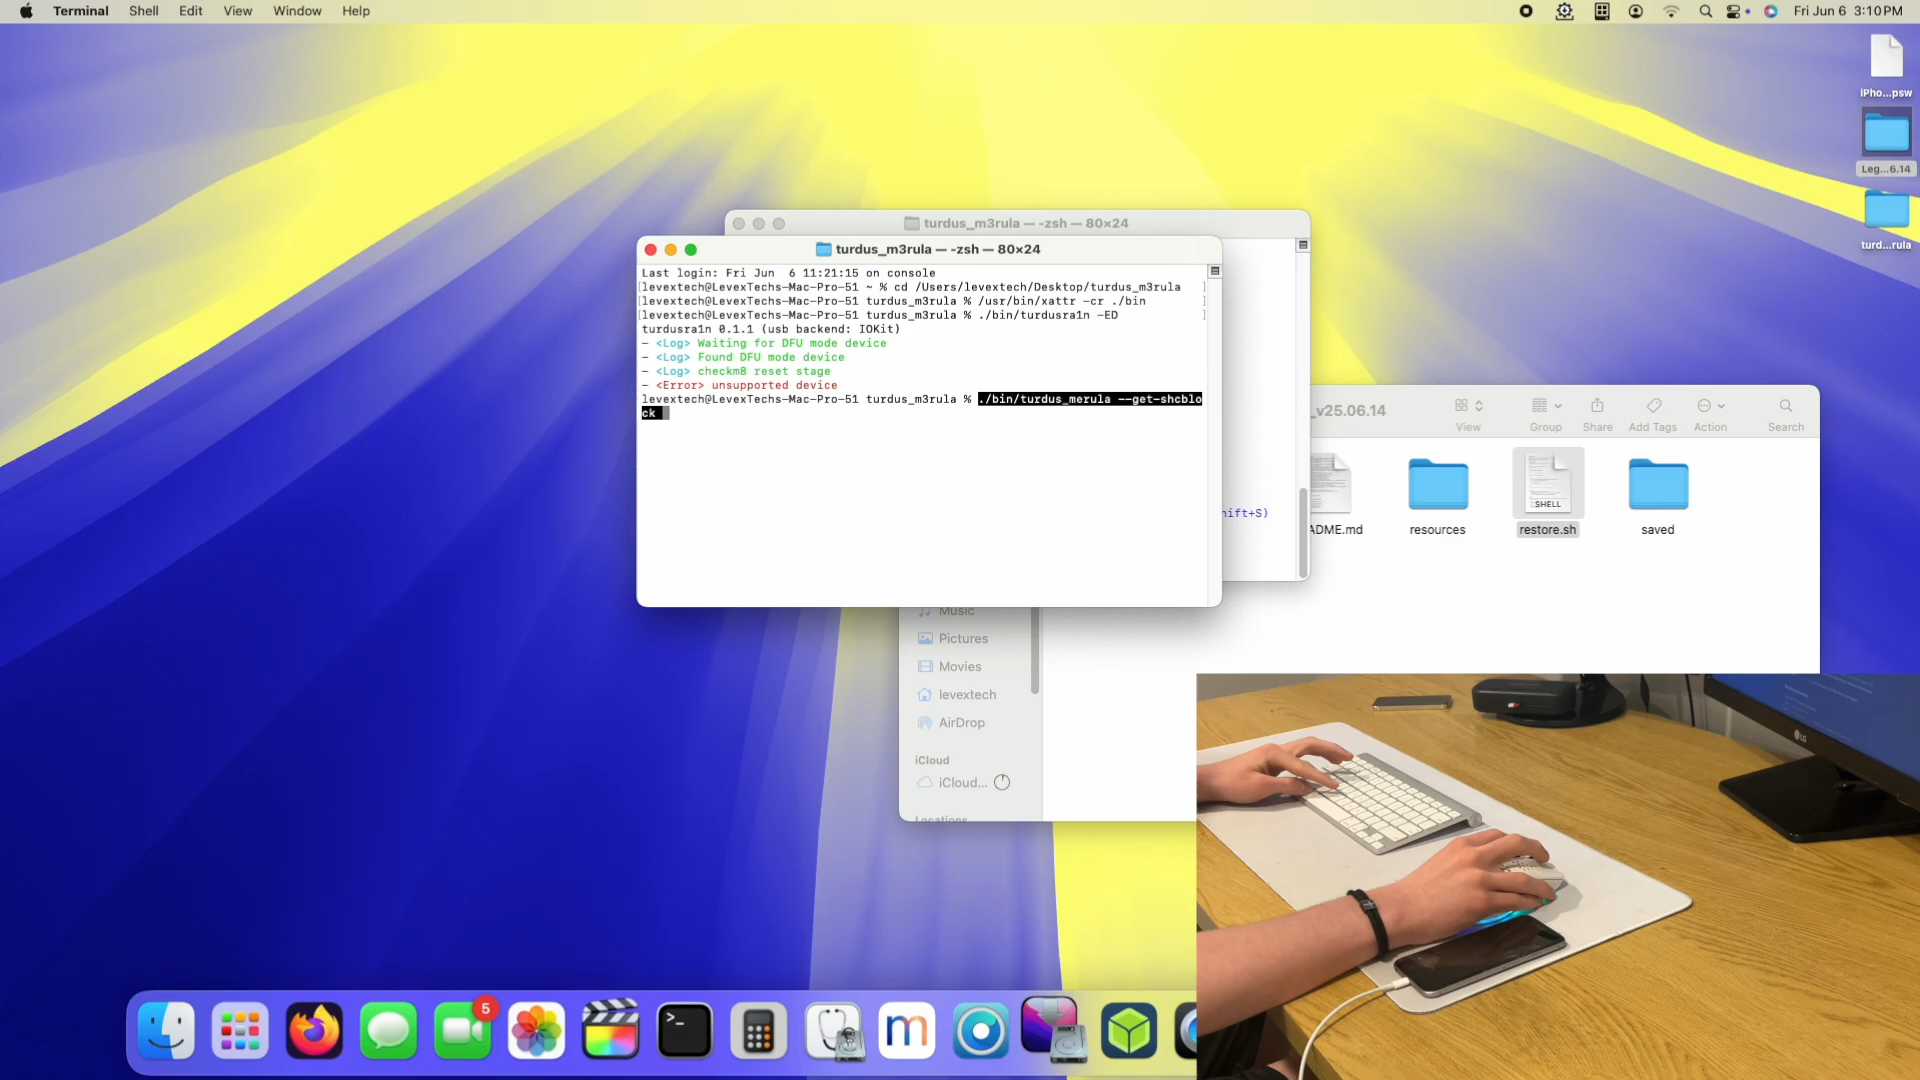 Terminal Shell Edit View Window Help
Fri Jun 6 3:10 PM
iPho...psw
Leg...6.14
turd...rula
turdus_m3rula — -zsh — 80×24
turdus_m3rula — -zsh — 80×24
Last login: Fri Jun  6 11:21:15 on console
[levextech@LevexTechs-Mac-Pro-51 ~ % cd /Users/levextech/Desktop/turdus_m3rula ]
[levextech@LevexTechs-Mac-Pro-51 turdus_m3rula % /usr/bin/xattr -cr ./bin ]
[levextech@LevexTechs-Mac-Pro-51 turdus_m3rula % ./bin/turdusra1n -ED ]
turdusra1n 0.1.1 (usb backend: IOKit)
- <Log> Waiting for DFU mode device
- <Log> Found DFU mode device
- <Log> checkm8 reset stage
- <Error> unsupported device
levextech@LevexTechs-Mac-Pro-51 turdus_m3rula % ./bin/turdus_merula --get-shcblo
ck
hift+S)
_v25.06.14
View Group Share Add Tags Action Search
SHELL
ADME.md resources restore.sh saved
Music
Pictures
Movies
levextech
AirDrop
iCloud
iCloud...
Locations
5
LG